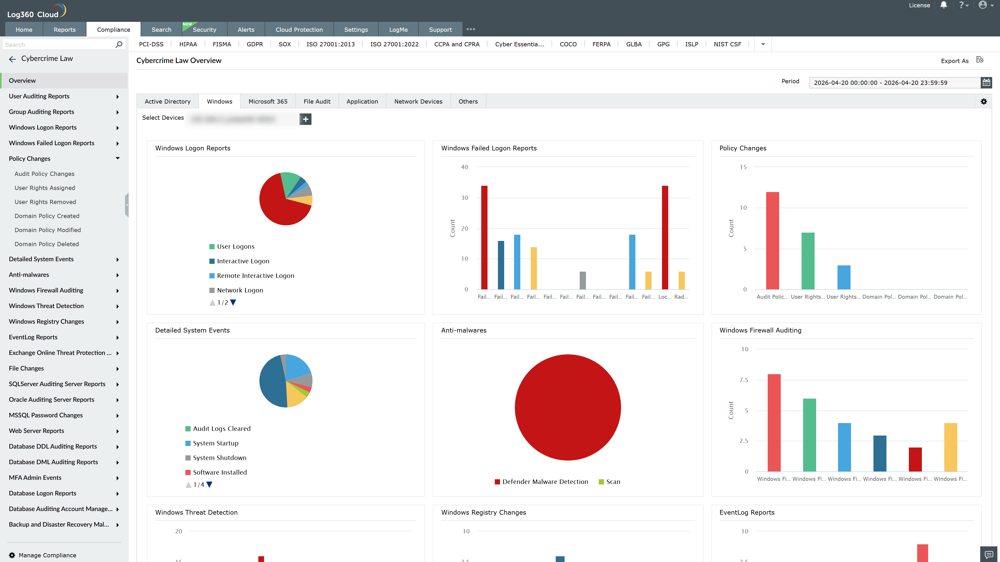 License
?
Log360 Cloud
Home
Reports
Compliance
Search
NEW
Security
Alerts
Cloud Protection
Settings
LogMe
Support
Search
PCI-DSS
HIPAA
FISMA
GDPR
SOX
ISO 27001:2013
ISO 27001:2022
CCPA and CPRA
Cyber Essentia...
COCO
FERPA
GLBA
GPG
ISLP
NIST CSF
Cybercrime Law
Overview
User Auditing Reports
Group Auditing Reports
Windows Logon Reports
Windows Failed Logon Reports
Policy Changes
Audit Policy Changes
User Rights Assigned
User Rights Removed
Domain Policy Created
Domain Policy Modified
Domain Policy Deleted
Detailed System Events
Anti-malwares
Windows Firewall Auditing
Windows Threat Detection
Windows Registry Changes
EventLog Reports
Exchange Online Threat Protection ...
File Changes
SQLServer Auditing Server Reports
Oracle Auditing Server Reports
MSSQL Password Changes
Web Server Reports
Database DDL Auditing Reports
Database DML Auditing Reports
MFA Admin Events
Database Logon Reports
Database Auditing Account Manage...
Backup and Disaster Recovery Mal...
Manage Compliance
Cybercrime Law Overview
Export As
Period
2026-04-20 00:00:00 - 2026-04-20 23:59:59
Active Directory
Windows
Microsoft 365
File Audit
Application
Network Devices
Others
Select Devices
Windows Logon Reports
User Logons
Interactive Logon
Remote Interactive Logon
Network Logon
1/2
Windows Failed Logon Reports
40
30
20
10
0
Count
Fail... Fail... Fail... Fail... Fail... Fail... Fail... Fail... Fail... Fail... Fail... Loc... Rad...
Policy Changes
15
10
5
0
Count
Audit Polic... User Rights... User Rights... Domain Pol... Domain Pol... Domain Pol...
Detailed System Events
Audit Logs Cleared
System Startup
System Shutdown
Software Installed
1/4
Anti-malwares
Defender Malware Detection
Scan
Windows Firewall Auditing
10
7.5
5
2.5
0
Count
Windows Fi... Windows Fi... Windows Fi... Windows Fi... Windows Fi... Windows Fi...
Windows Threat Detection
20
15
Windows Registry Changes
10
7.5
EventLog Reports
10
7.5